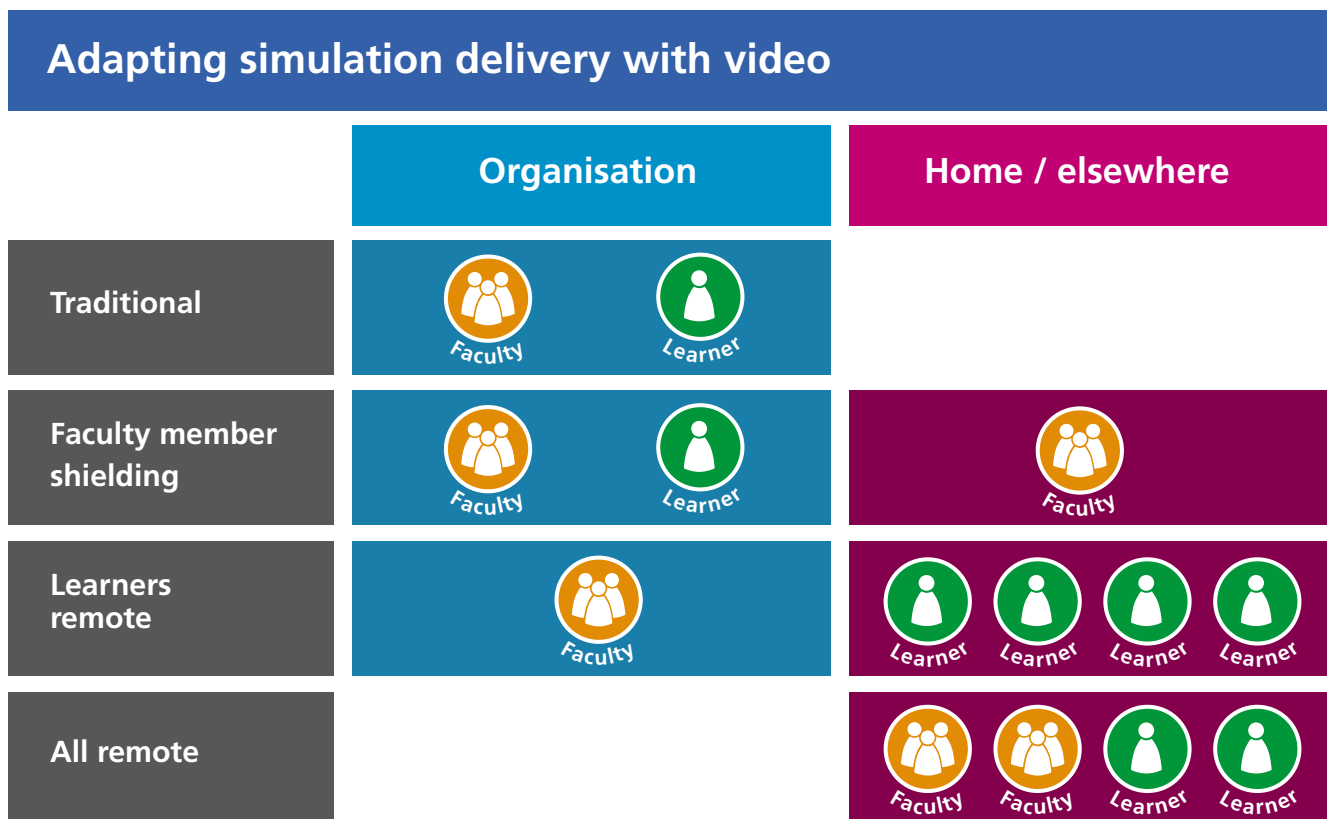 Adapting simulation delivery with video
Organisation
Home / elsewhere
Traditional
Faculty
Learner
Faculty member
shielding
Faculty
Learner
Faculty
Learners
remote
Faculty
Learner
Learner
Learner
Learner
All remote
Faculty
Faculty
Learner
Learner